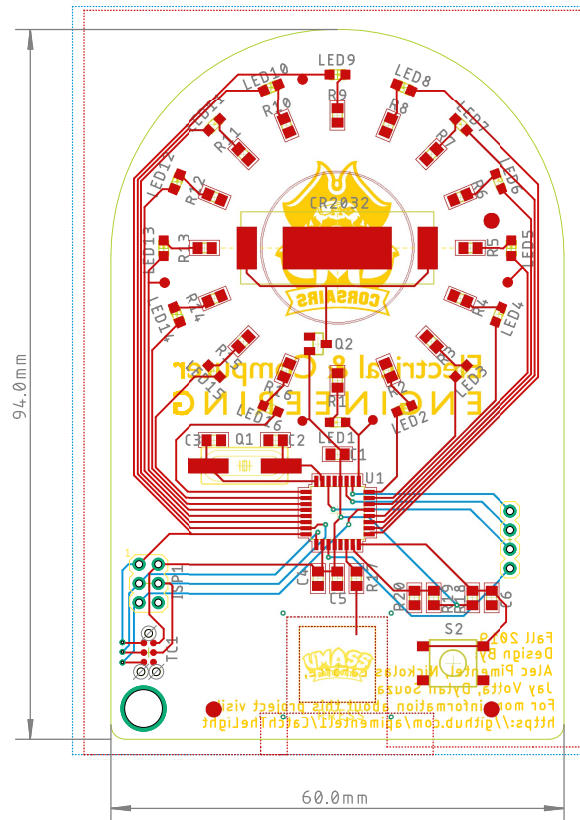 LED9
LED10
LED8
LED11
R10
R9
R8
LED7
R11
R7
LED12
R12
R6
LED6
CR2032
LED13
R13
R5
LED5
CORSAIRS
R14
R4
LED14
LED4
94.0mm
Q2
R15
R3
Electrical & Computer
LED15
R16
R2
LED3
R1
ENGINEERING
LED16
LED1
LED2
C3
Q1
C2
C1
U1
1
ISP1
C4
C5
R17
R20
R19
R18
C6
TC1
S2
Fall 2019
Design By
UMASS
Alec Pimentel, Nickolas
Jay Votta, Dylan Souza
For more information about this project visit
https://github.com/apimentel1/CatchTheLight
60.0mm